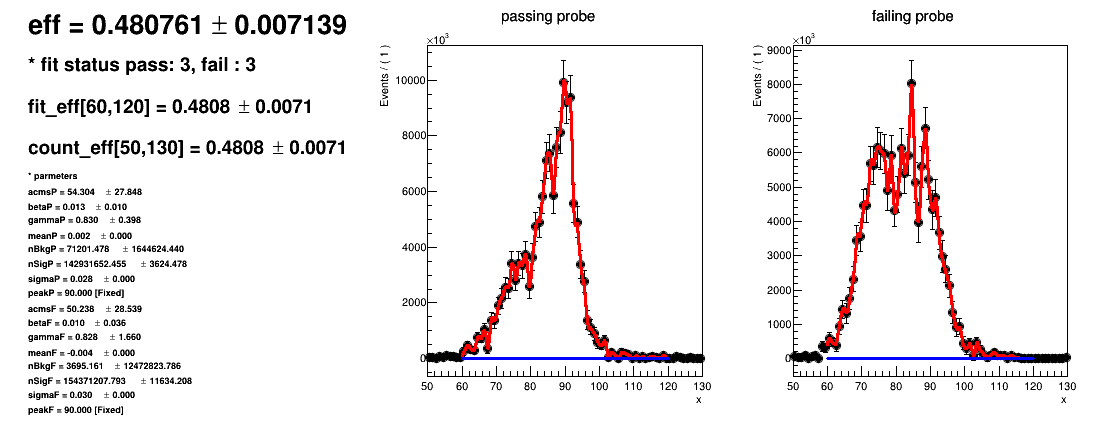 eff = 0.480761 ± 0.007139
* fit status pass: 3, fail : 3
fit_eff[60,120] = 0.4808 ± 0.0071
count_eff[50,130] = 0.4808 ± 0.0071
* parmeters
acmsP = 54.304 ± 27.848
betaP = 0.013 ± 0.010
gammaP = 0.830 ± 0.398
meanP = 0.002 ± 0.000
nBkgP = 71201.478 ± 1644624.440
nSigP = 142931652.455 ± 3624.478
sigmaP = 0.028 ± 0.000
peakP = 90.000 [Fixed]
acmsF = 50.238 ± 28.539
betaF = 0.010 ± 0.036
gammaF = 0.828 ± 1.660
meanF = -0.004 ± 0.000
nBkgF = 3695.161 ± 12472823.786
nSigF = 154371207.793 ± 11634.208
sigmaF = 0.030 ± 0.000
peakF = 90.000 [Fixed]
passing probe
×10³
Events / ( 1 )
10000
8000
6000
4000
2000
0
50 60 70 80 90 100 110 120 130
x
failing probe
×10³
Events / ( 1 )
9000
8000
7000
6000
5000
4000
3000
2000
1000
0
50 60 70 80 90 100 110 120 130
x